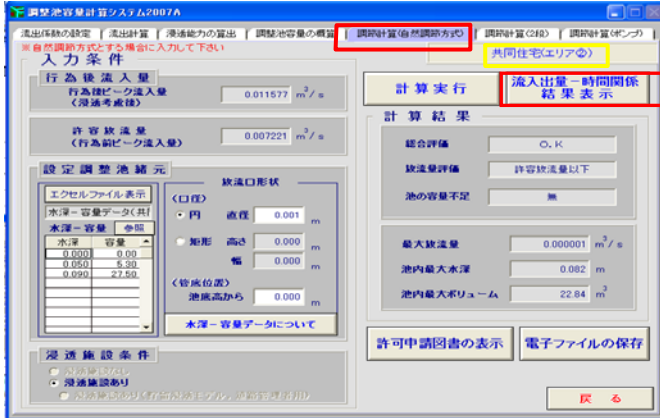 調整池容量計算システム2007A
流出係数の設定 流出計算 浸透能力の算出 調整池容量の概算 調節計算(自然調節方式) 調節計算(2段) 調節計算(ポンプ)
※自然調節方式とする場合に入力して下さい
共同住宅(エリア②)
入力条件
行為後流入量
行為後ピーク流入量
(浸透考慮後)
0.011577 m³/s
許容放流量
(行為前ピーク流入量)
0.007221 m³/s
設定調整池緒元
エクセルファイル表示
水深-容量データ(共
水深-容量 参照
水深 容量
0.000 0.00
0.050 5.30
0.090 27.50
放流口形状
(口径)
円 直径 0.001 m
矩形 高さ 0.000 m
幅 0.000 m
(管底位置)
池底高から 0.000 m
水深-容量データについて
浸透施設条件
浸透施設なし
浸透施設あり
計算実行
流入出量-時間関係
結果表示
計算結果
総合評価 O.K
放流量評価 許容放流量以下
池の容量不足 無
最大放流量 0.000001 m³/s
池内最大水深 0.082 m
池内最大ボリューム 22.84 m³
許可申請図書の表示
電子ファイルの保存
戻る